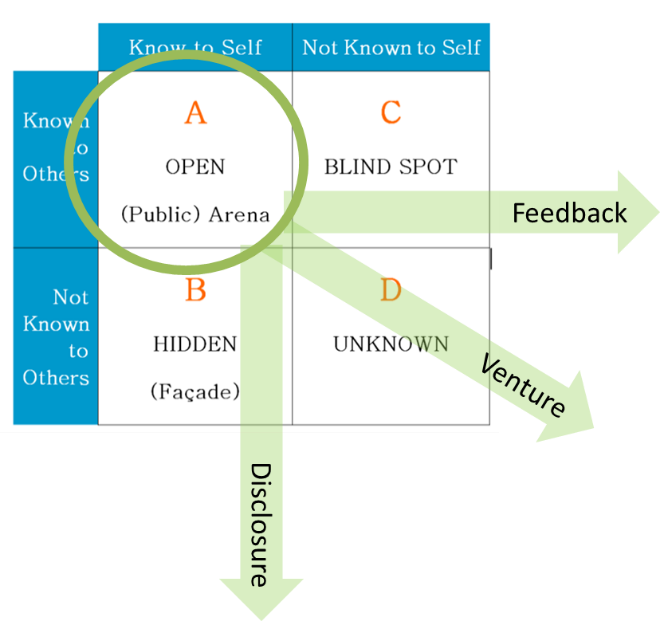 Know to Self
Not Known to Self
Known
to
Others
A
OPEN
(Public) Arena
C
BLIND SPOT
Feedback
Not
Known
to
Others
B
HIDDEN
(Façade)
D
UNKNOWN
Venture
Disclosure